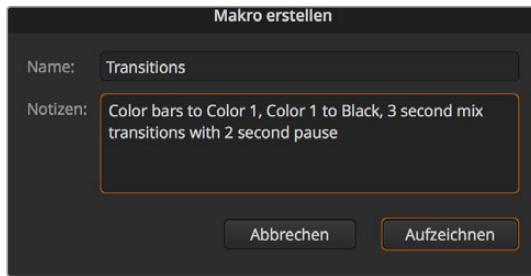 Makro erstellen
Name: Transitions
Notizen: Color bars to Color 1, Color 1 to Black, 3 second mix
transitions with 2 second pause
Abbrechen Aufzeichnen